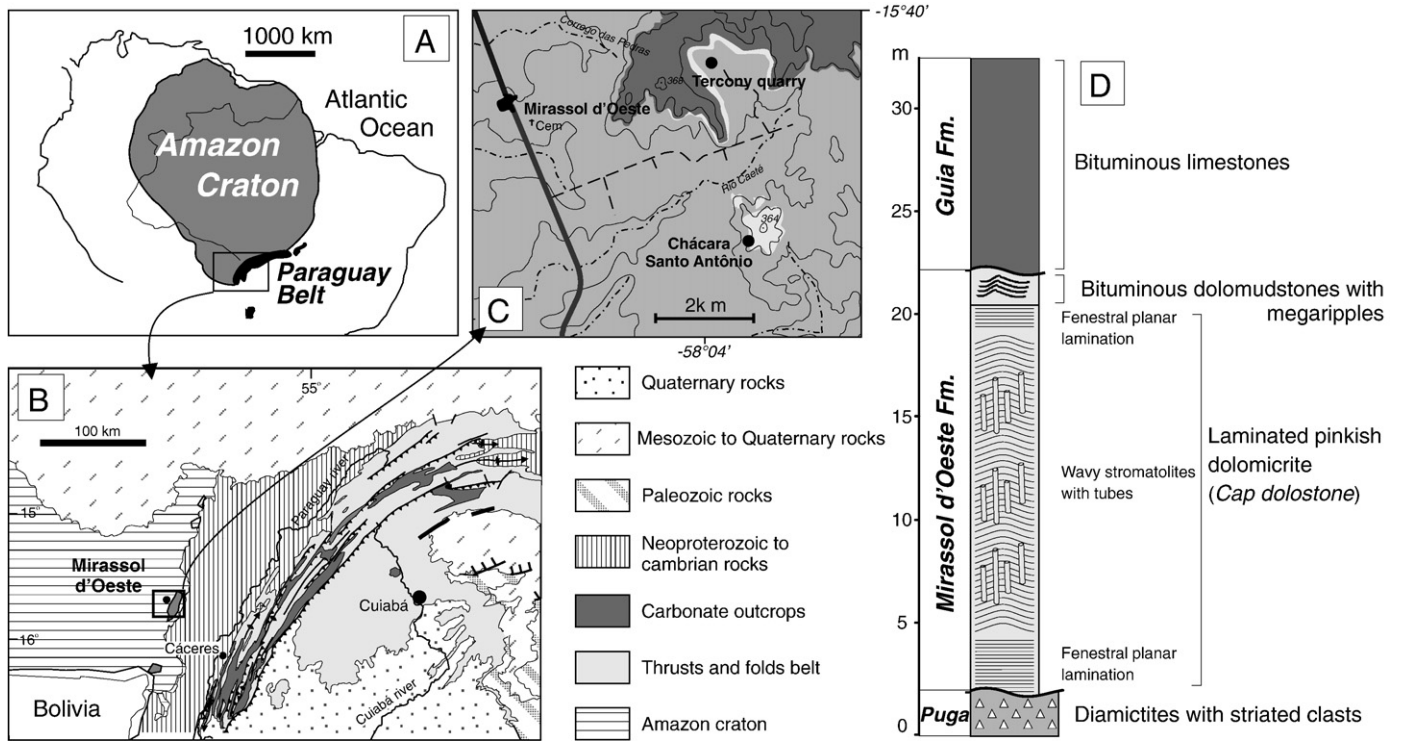 A
1000 km
Atlantic
Ocean
Amazon
Craton
Paraguay
Belt
-15°40'
Corrego das Pedras
368
Tercony quarry
Mirassol d'Oeste
Cem
Rio Caeté
364
Chácara
Santo Antônio
C
2k m
-58°04'
B
55°
100 km
Paraguay river
15°
Mirassol
d'Oeste
Cuiabá
16°
Cáceres
Cuiabá river
Bolivia
Quaternary rocks
Mesozoic to Quaternary rocks
Paleozoic rocks
Neoproterozoic to
cambrian rocks
Carbonate outcrops
Thrusts and folds belt
Amazon craton
m
D
30
25
20
15
10
5
0
Guia Fm.
Mirassol d'Oeste Fm.
Puga
Bituminous limestones
Bituminous dolomudstones with
megaripples
Fenestral planar
lamination
Wavy stromatolites
with tubes
Laminated pinkish
dolomicrite
(Cap dolostone)
Fenestral planar
lamination
Diamictites with striated clasts